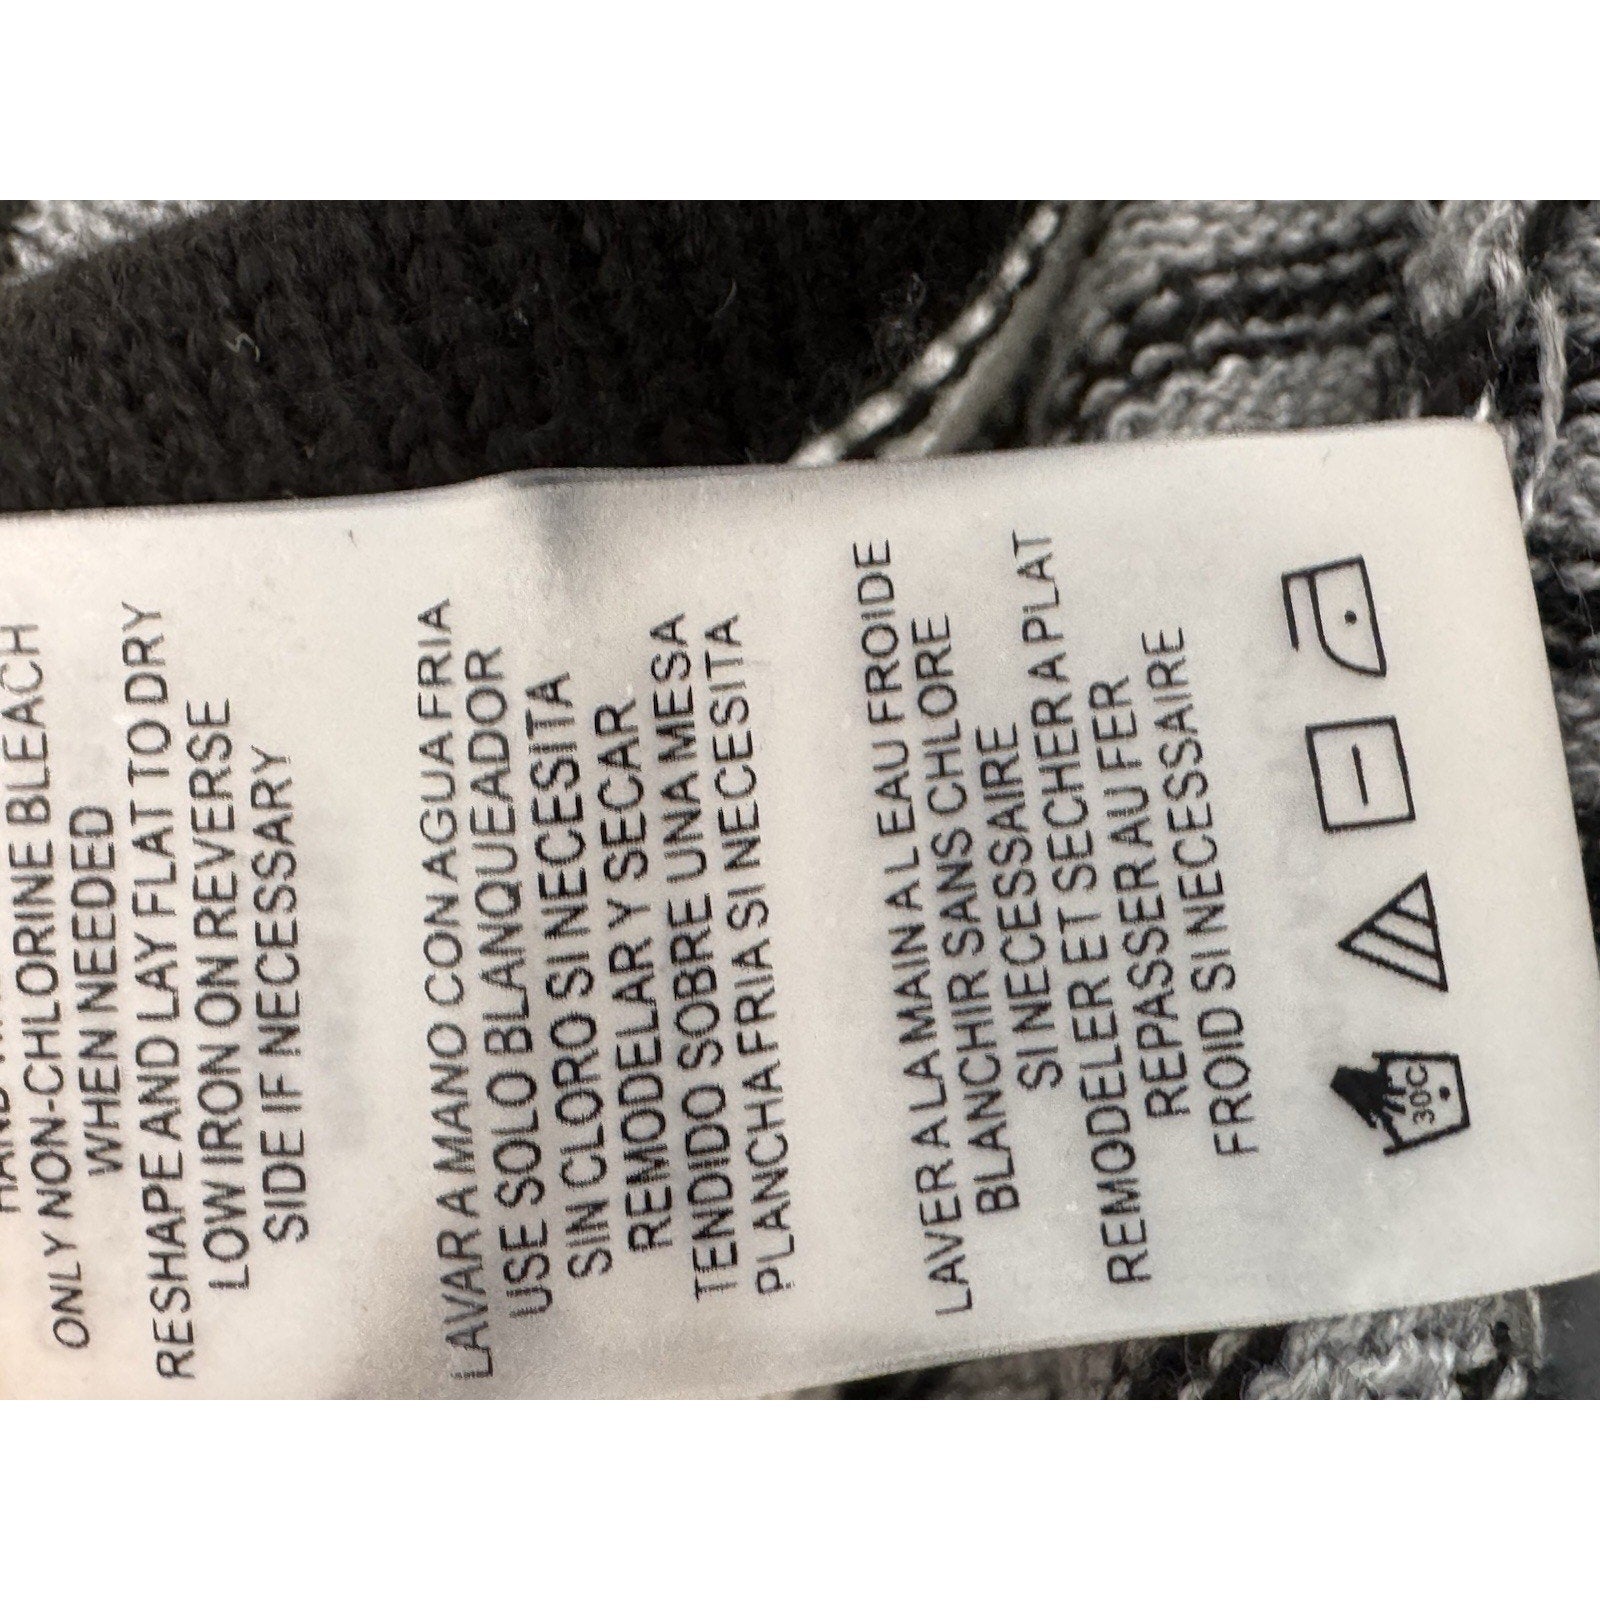 ONLY NON-CHLORINE BLEACH
WHEN NEEDED
RESHAPE AND LAY FLAT TO DRY
LOW IRON ON REVERSE
SIDE IF NECESSARY
LAVAR A MANO CON AGUA FRIA
USE SOLO BLANQUEADOR
SIN CLORO SI NECESITA
REMODELAR Y SECAR
TENDIDO SOBRE UNA MESA
PLANCHA FRIA SI NECESITA
LAVER A LA MAIN A L EAU FROIDE
BLANCHIR SANS CHLORE
SI NECESSAIRE
REMODELER ET SECHER A PLAT
REPASSER AU FER
FROID SI NECESSAIRE
30C